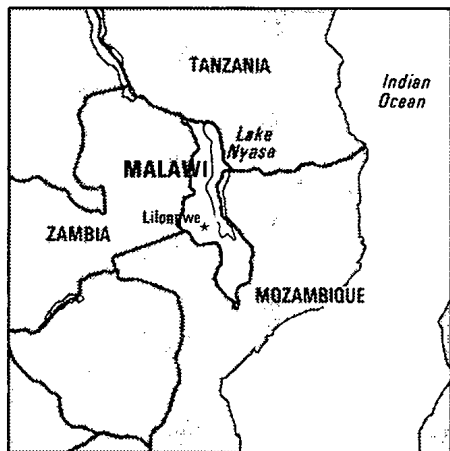 TANZANIA
Indian
Ocean
Lake
Nyasa
MALAWI
Lilongwe
ZAMBIA
MOZAMBIQUE